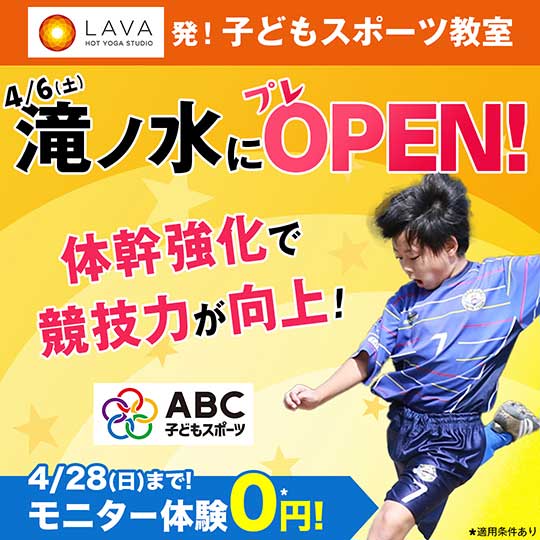 LAVA
HOT YOGA STUDIO
発！子どもスポーツ教室
4/6(土)
プレ
滝ノ水にOPEN!
体幹強化で
競技力が向上！
ABC
子どもスポーツ
4/28(日)まで!
モニター体験0円!*
7
★適用条件あり